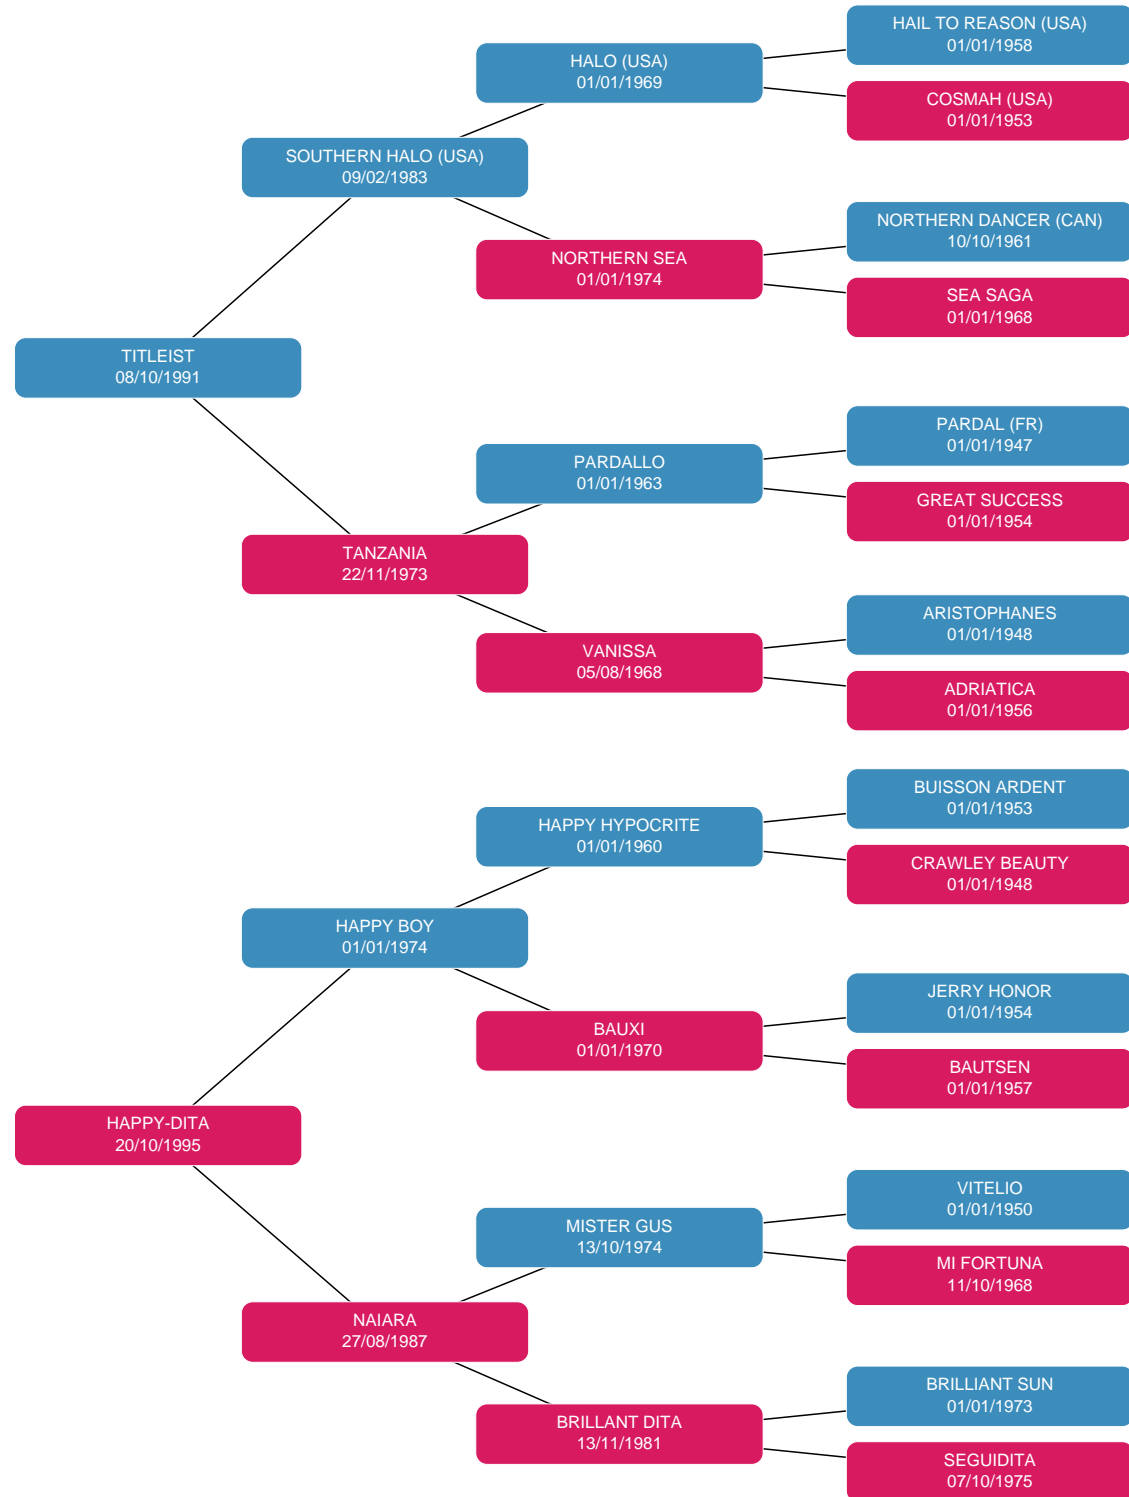 HAIL TO REASON (USA)
01/01/1958
HALO (USA)
01/01/1969
COSMAH (USA)
01/01/1953
SOUTHERN HALO (USA)
09/02/1983
NORTHERN DANCER (CAN)
10/10/1961
NORTHERN SEA
01/01/1974
SEA SAGA
01/01/1968
TITLEIST
08/10/1991
PARDAL (FR)
01/01/1947
PARDALLO
01/01/1963
GREAT SUCCESS
01/01/1954
TANZANIA
22/11/1973
ARISTOPHANES
01/01/1948
VANISSA
05/08/1968
ADRIATICA
01/01/1956
BUISSON ARDENT
01/01/1953
HAPPY HYPOCRITE
01/01/1960
CRAWLEY BEAUTY
01/01/1948
HAPPY BOY
01/01/1974
JERRY HONOR
01/01/1954
BAUXI
01/01/1970
BAUTSEN
01/01/1957
HAPPY-DITA
20/10/1995
VITELIO
01/01/1950
MISTER GUS
13/10/1974
MI FORTUNA
11/10/1968
NAIARA
27/08/1987
BRILLIANT SUN
01/01/1973
BRILLANT DITA
13/11/1981
SEGUIDITA
07/10/1975